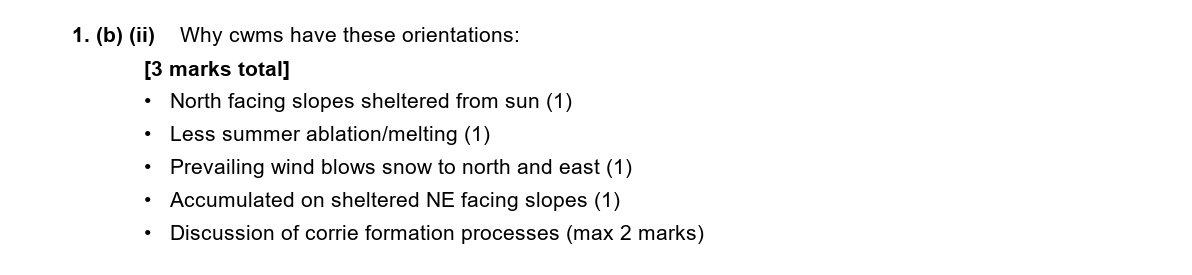 1. (b) (ii) Why cwms have these orientations:
[3 marks total]
• North facing slopes sheltered from sun (1)
• Less summer ablation/melting (1)
• Prevailing wind blows snow to north and east (1)
• Accumulated on sheltered NE facing slopes (1)
• Discussion of corrie formation processes (max 2 marks)